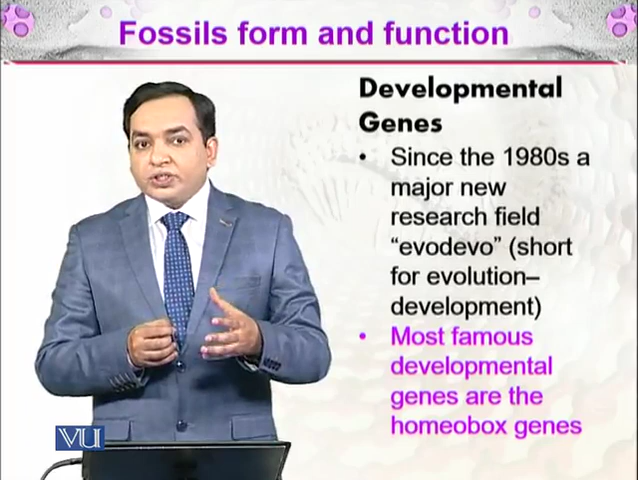 Fossils form and function
Developmental
Genes
• Since the 1980s a
major new
research field
“evodevo” (short
for evolution–
development)
• Most famous
developmental
genes are the
homeobox genes
VU